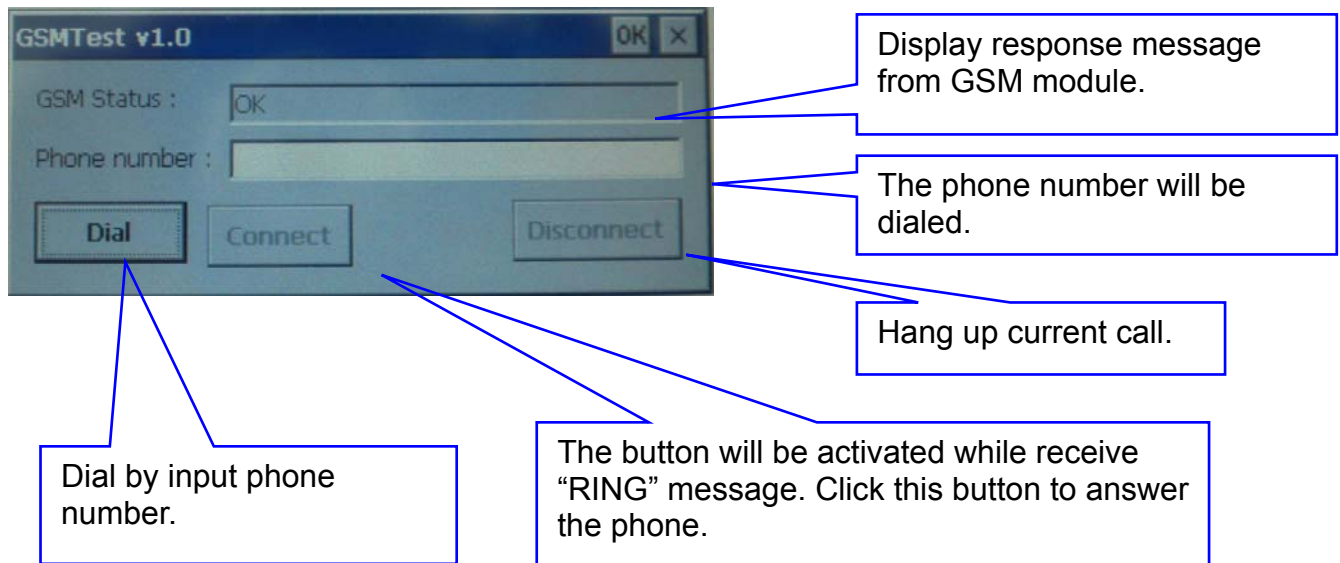 GSMTest v1.0 OK ×
GSM Status : OK
Phone number :
Dial Connect Disconnect
Display response message
from GSM module.
The phone number will be
dialed.
Hang up current call.
Dial by input phone
number.
The button will be activated while receive
“RING” message. Click this button to answer
the phone.